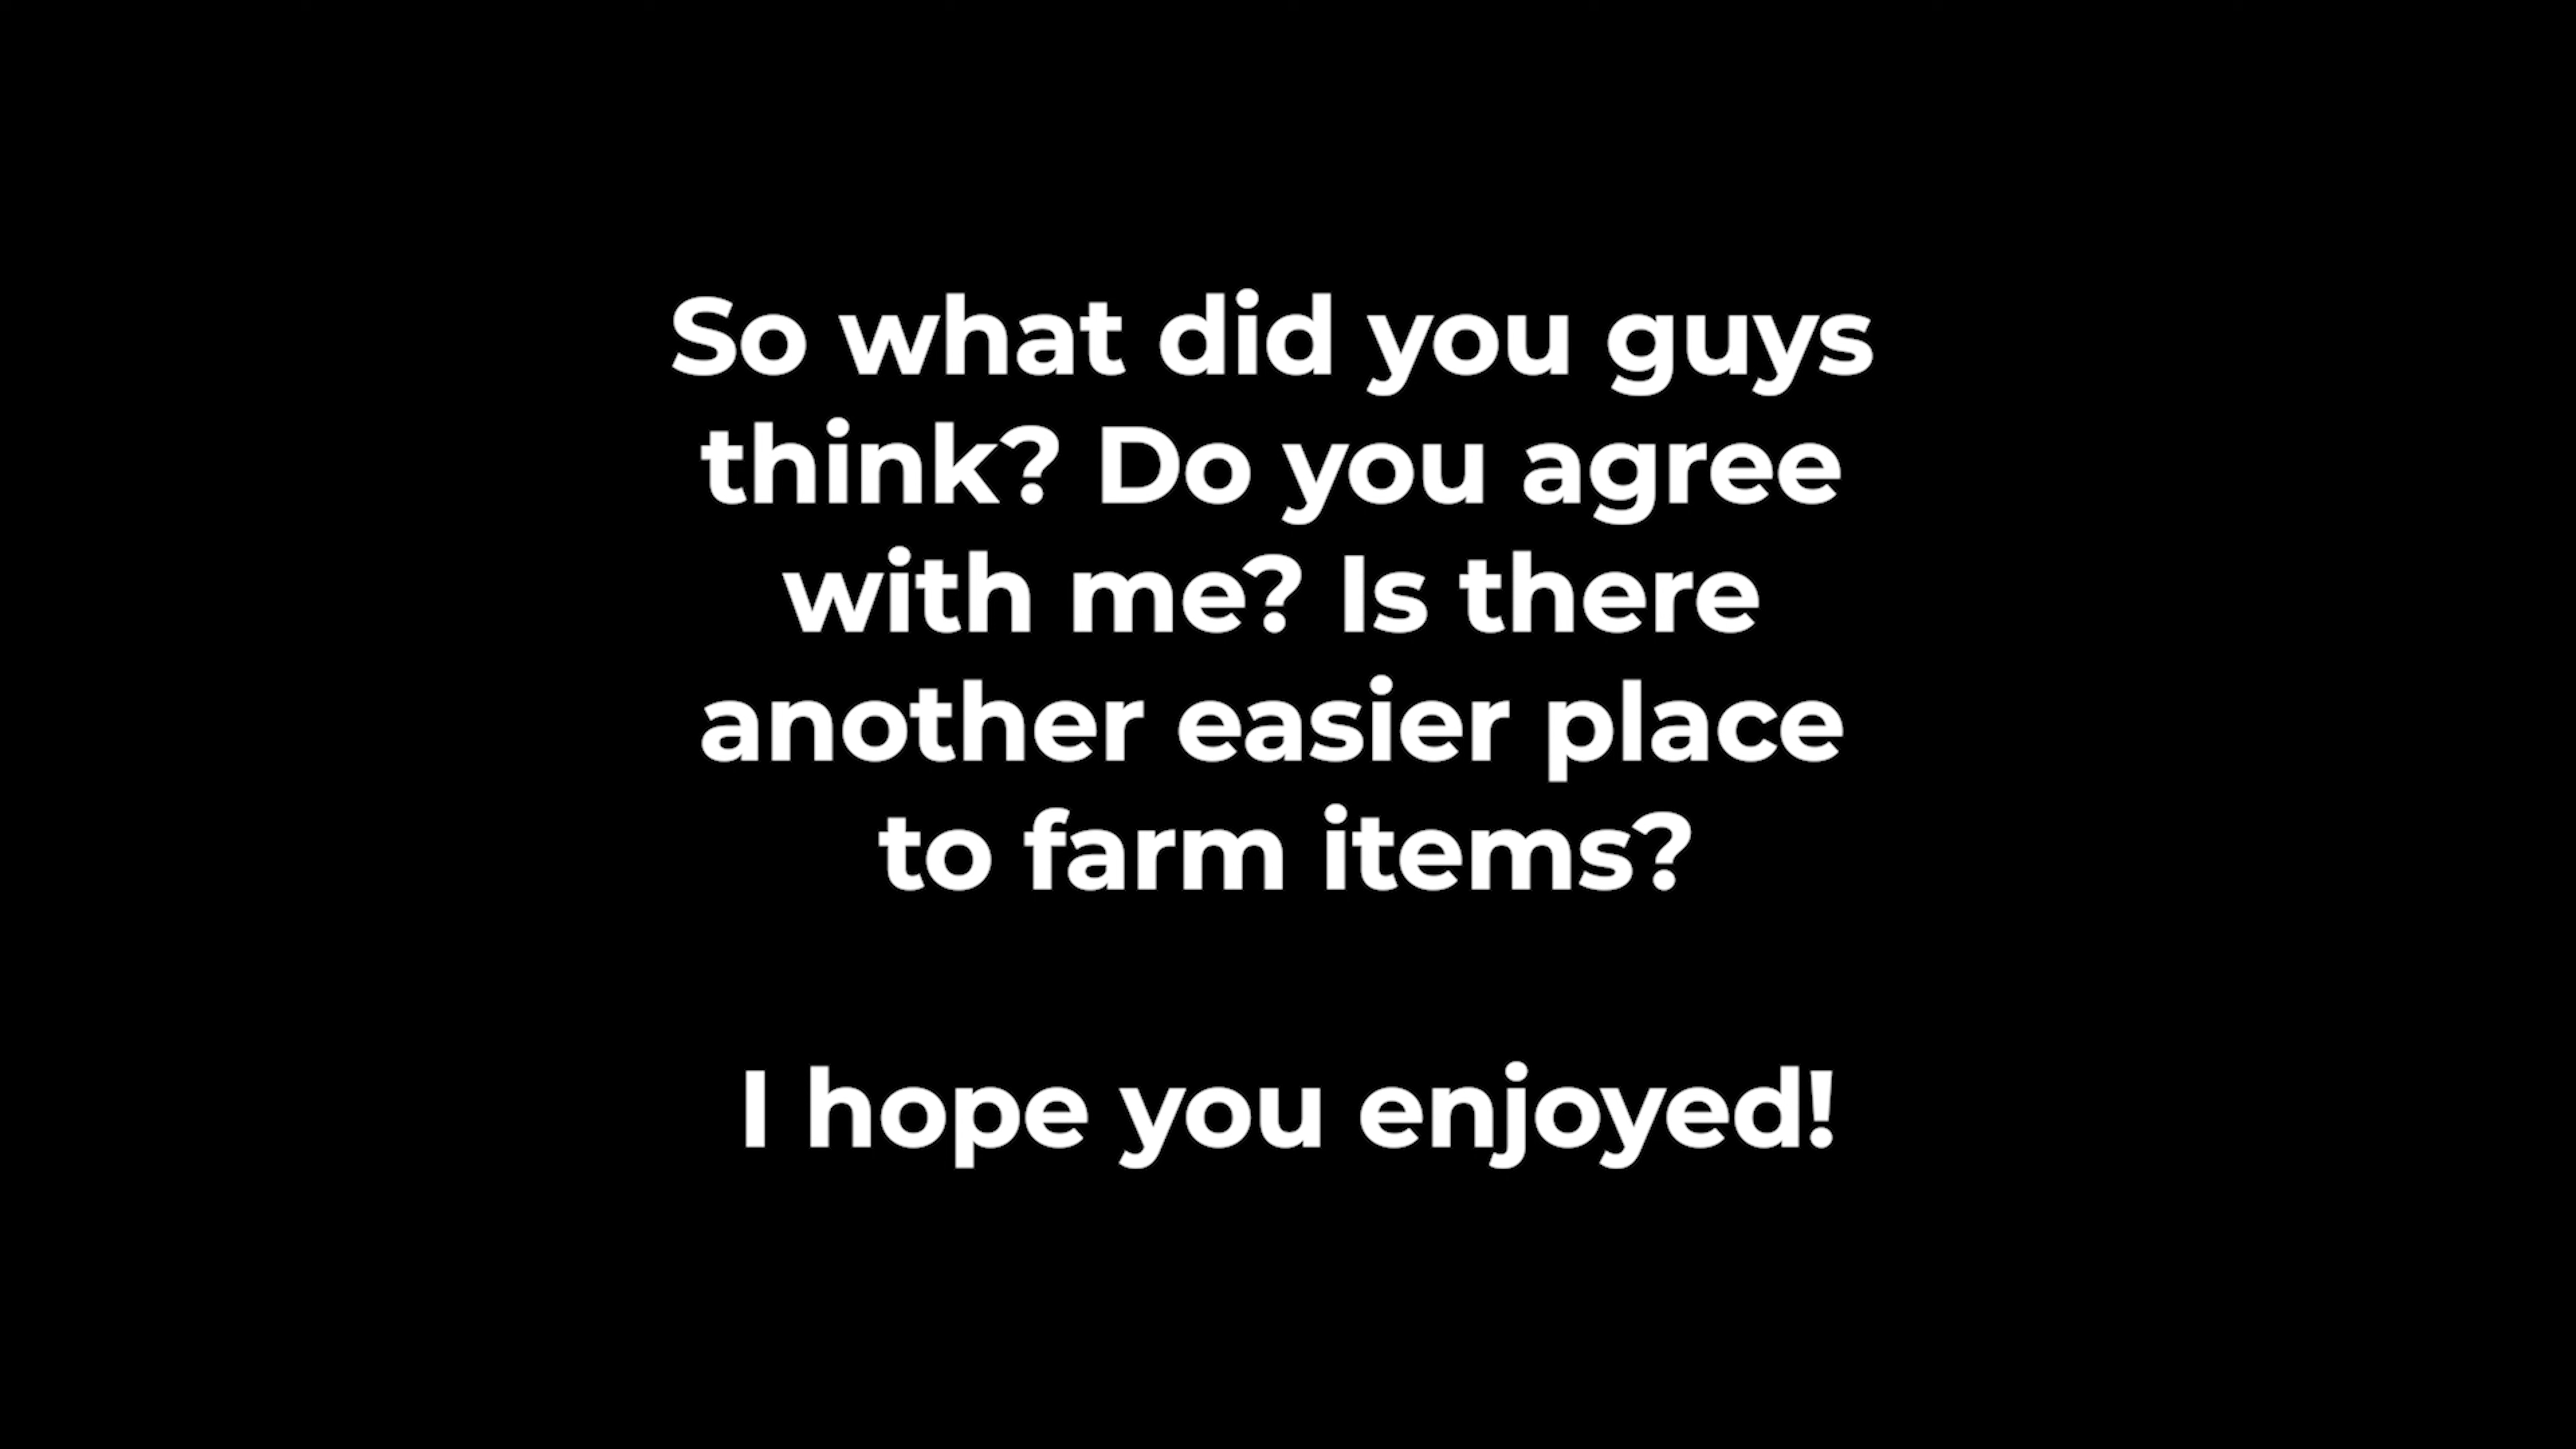 So what did you guys
think? Do you agree
with me? Is there
another easier place
to farm items?
I hope you enjoyed!